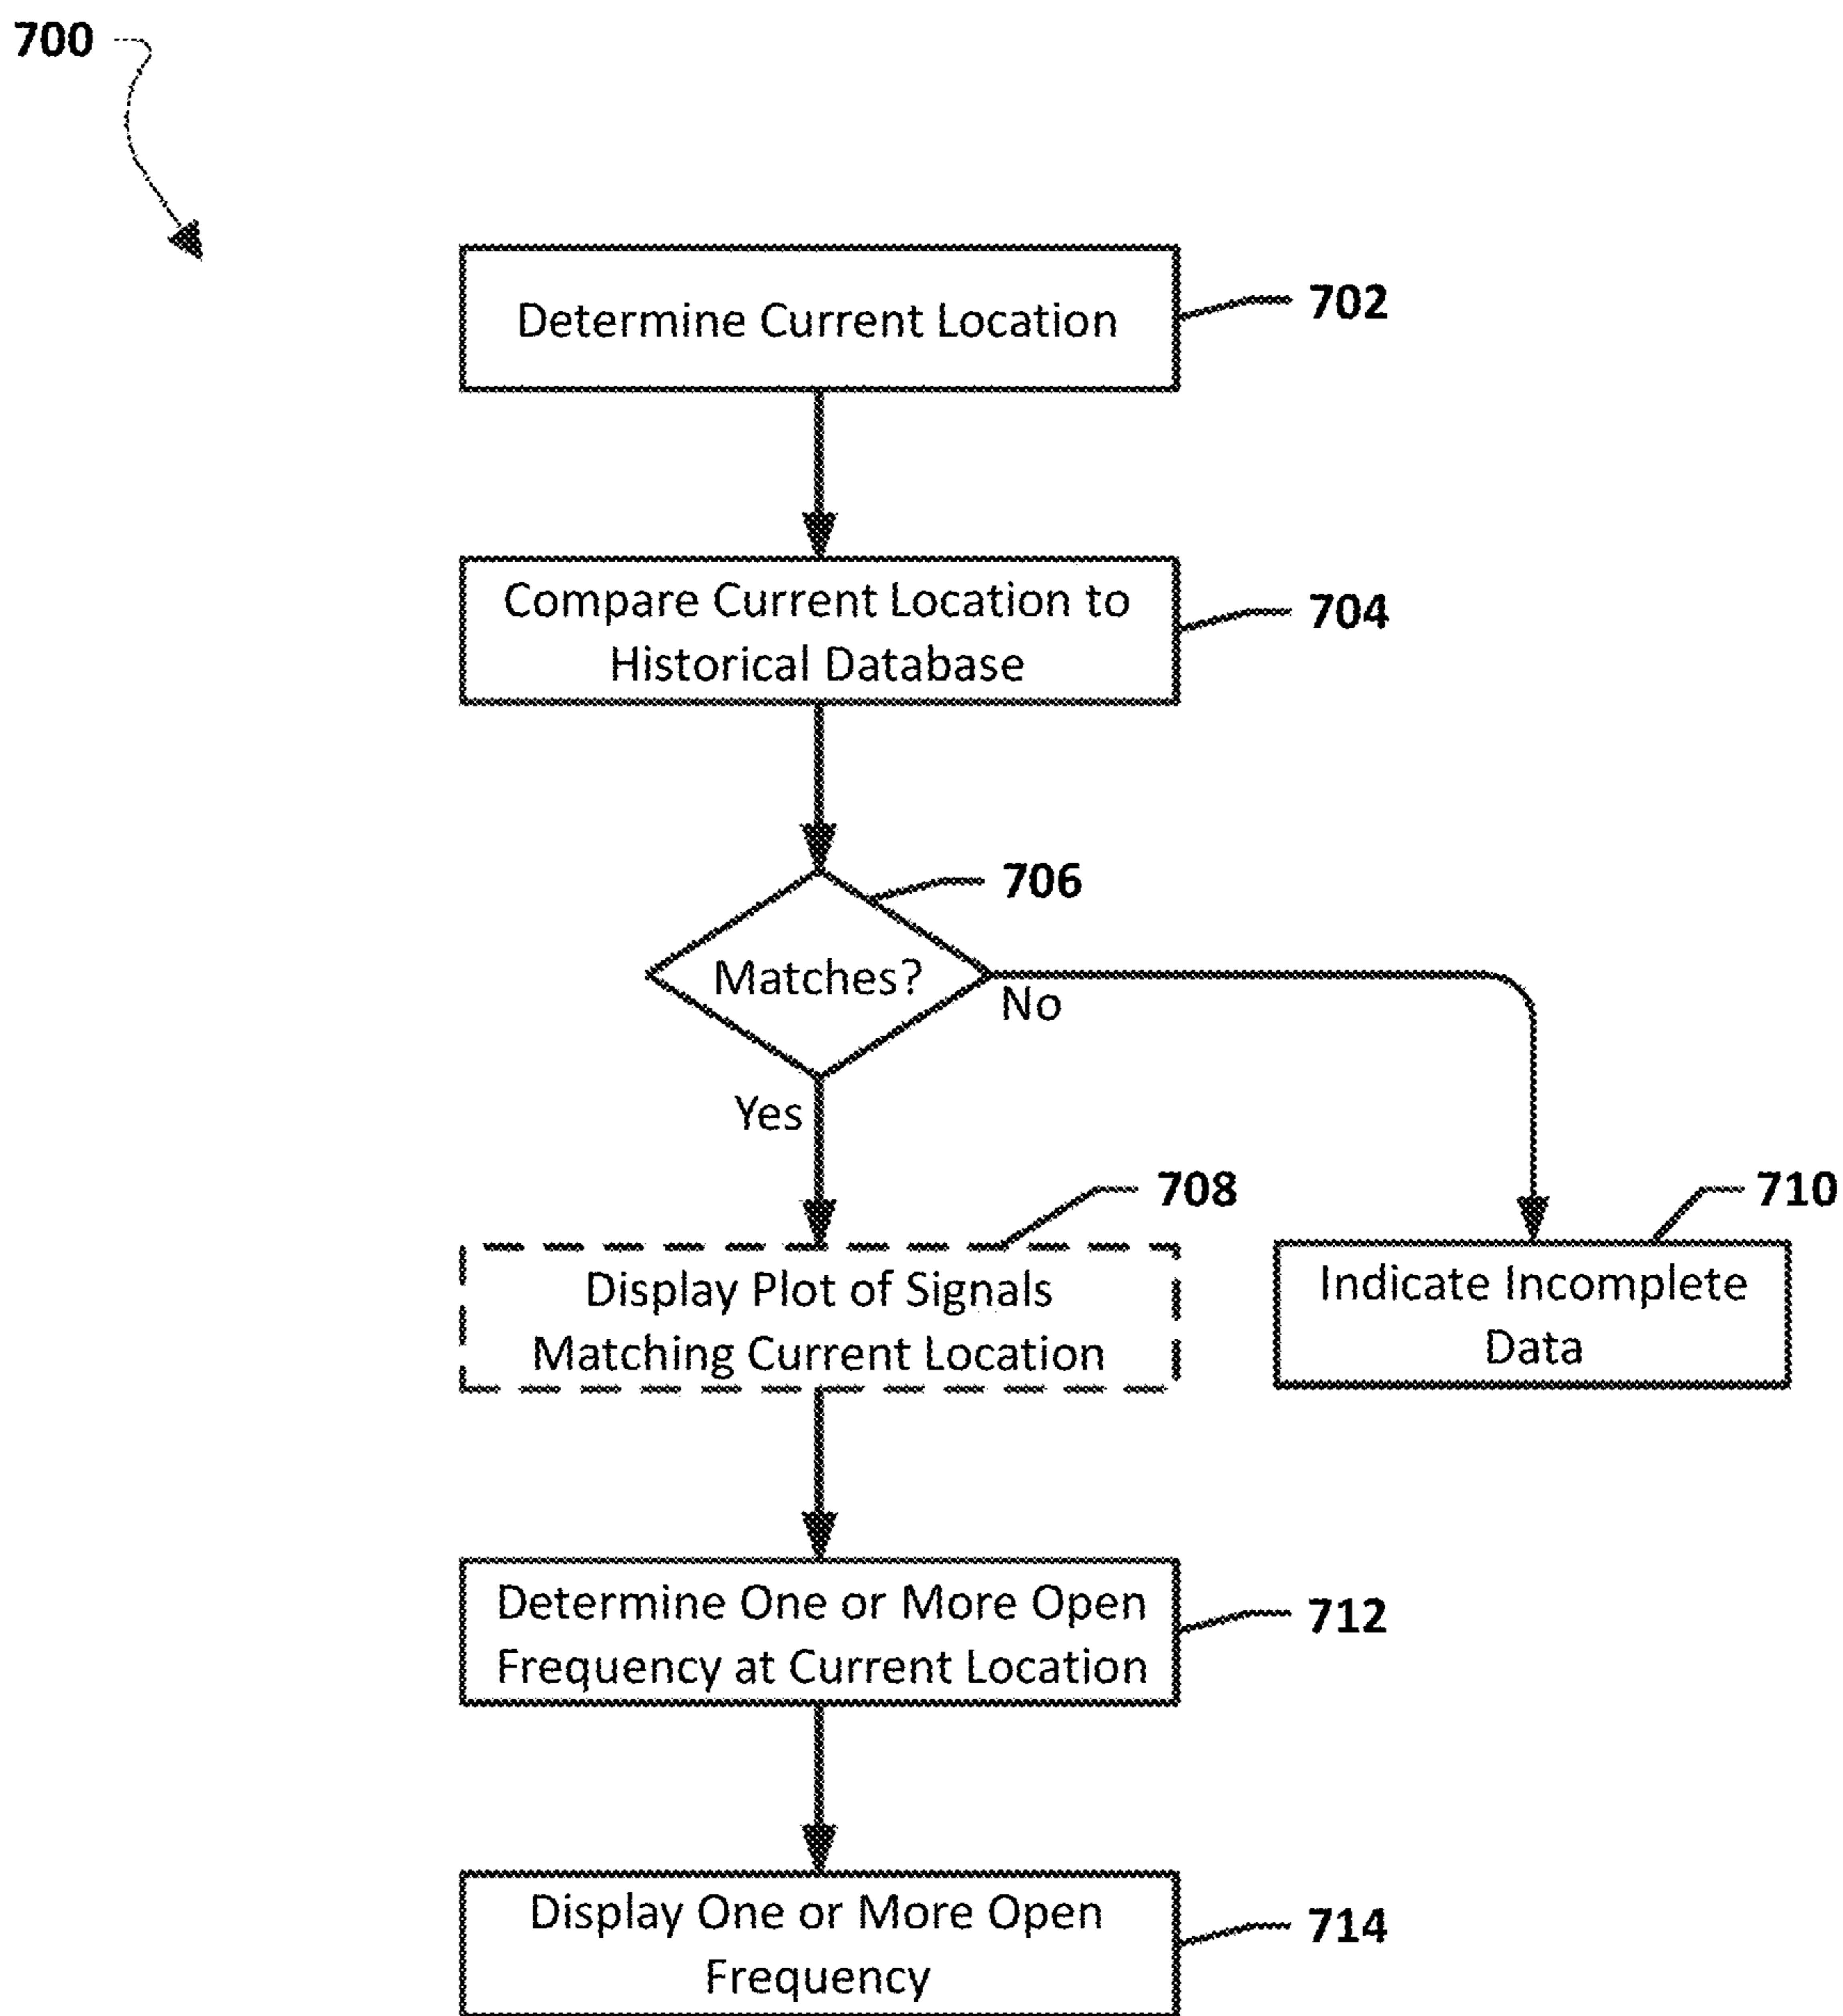 700
Determine Current Location
702
Compare Current Location to
Historical Database
704
706
Matches?
No
Yes
708
710
Display Plot of Signals
Matching Current Location
Indicate Incomplete
Data
Determine One or More Open
Frequency at Current Location
712
Display One or More Open
Frequency
714